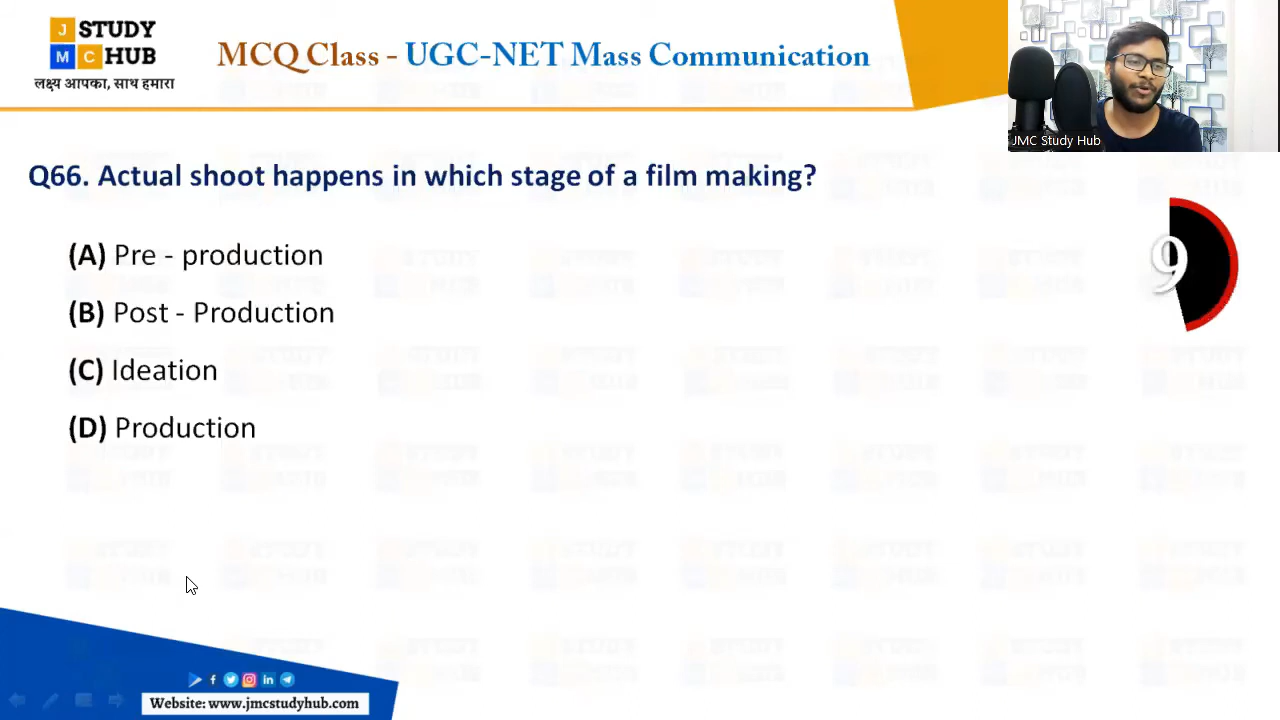 J STUDY
MC HUB
लक्ष्य आपका, साथ हमारा
MCQ Class - UGC-NET Mass Communication
JMC Study Hub
Q66. Actual shoot happens in which stage of a film making?
(A) Pre - production
(B) Post - Production
(C) Ideation
(D) Production
9
Website: www.jmcstudyhub.com